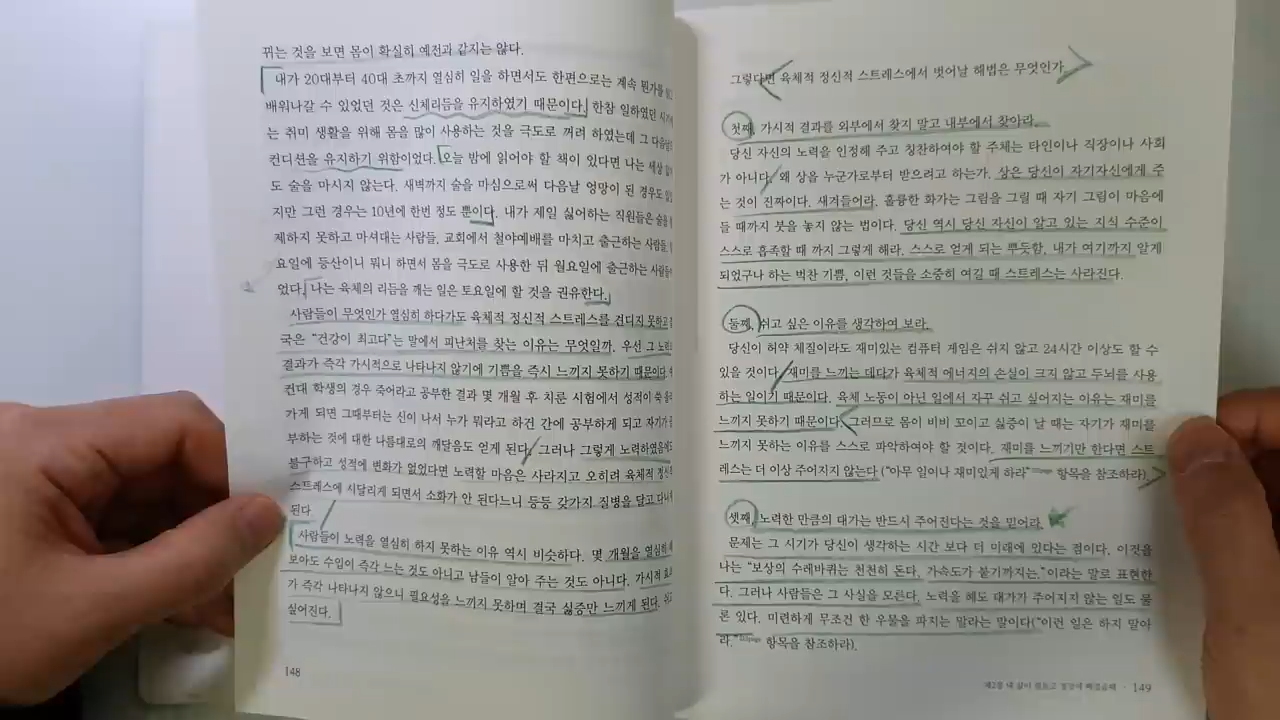 뀌는 것을 보면 몸이 확실히 예전과 같지는 않다.
내가 20대부터 40대 초까지 열심히 일을 하면서도 한편으로는 계속 뭔가를
배워나갈 수 있었던 것은 신체리듬을 유지하였기 때문이다. 한참 일하였던
는 취미 생활을 위해 몸을 많이 사용하는 것을 극도로 꺼려 하였는데 그 다음날
컨디션을 유지하기 위함이었다. 오늘 밤에 읽어야 할 책이 있다면 나는 세상
도 술을 마시지 않는다. 새벽까지 술을 마심으로써 다음날 엉망이 된 경우도
지만 그런 경우는 10년에 한번 정도 뿐이다. 내가 제일 싫어하는 직원들은 술을
제하지 못하고 마셔대는 사람들, 교회에서 철야예배를 마치고 출근하는 사람들,
요일에 등산이니 뭐니 하면서 몸을 극도로 사용한 뒤 월요일에 출근하는 사람들
었다. 나는 육체의 리듬을 깨는 일은 토요일에 할 것을 권유한다.
사람들이 무엇인가 열심히 하다가도 육체적 정신적 스트레스를 견디지 못하고
국은 “건강이 최고다”는 말에서 피난처를 찾는 이유는 무엇일까. 우선 그 노력의
결과가 즉각 가시적으로 나타나지 않기에 기쁨을 즉시 느끼지 못하기 때문이다.
컨대 학생의 경우 죽어라고 공부한 결과 몇 개월 후 치룬 시험에서 성적이 쑥
가게 되면 그때부터는 신이 나서 누가 뭐라고 하건 간에 공부하게 되고 자기가
부하는 것에 대한 나름대로의 깨달음도 얻게 된다. 그러나 그렇게 노력하였음에도
불구하고 성적에 변화가 없었다면 노력할 마음은 사라지고 오히려 육체적 정신적
스트레스에 시달리게 되면서 소화가 안 된다느니 등등 갖가지 질병을 달고 다니게
된다
사람들이 노력을 열심히 하지 못하는 이유 역시 비슷하다. 몇 개월을 열심히
보아도 수입이 즉각 느는 것도 아니고 남들이 알아 주는 것도 아니다. 가시적 효과
가 즉각 나타나지 않으니 필요성을 느끼지 못하며 결국 싫증만 느끼게 된다.
싶어진다.
148
그렇다면 육체적 정신적 스트레스에서 벗어날 해법은 무엇인가
첫째, 가시적 결과를 외부에서 찾지 말고 내부에서 찾아라.
당신 자신의 노력을 인정해 주고 칭찬하여야 할 주체는 타인이나 직장이나 사회
가 아니다. 왜 상을 누군가로부터 받으려고 하는가. 상은 당신이 자기자신에게 주
는 것이 진짜이다. 새겨들어라. 훌륭한 화가는 그림을 그릴 때 자기 그림이 마음에
들 때까지 붓을 놓지 않는 법이다. 당신 역시 당신 자신이 알고 있는 지식 수준이
스스로 흡족할 때 까지 그렇게 해라. 스스로 얻게 되는 뿌듯함, 내가 여기까지 알게
되었구나 하는 벅찬 기쁨, 이런 것들을 소중히 여길 때 스트레스는 사라진다.
둘째, 쉬고 싶은 이유를 생각하여 보라.
당신이 허약 체질이라도 재미있는 컴퓨터 게임은 쉬지 않고 24시간 이상도 할 수
있을 것이다. 재미를 느끼는 데다가 육체적 에너지의 손실이 크지 않고 두뇌를 사용
하는 일이기 때문이다. 육체 노동이 아닌 일에서 자꾸 쉬고 싶어지는 이유는 재미를
느끼지 못하기 때문이다. 그러므로 몸이 비비 꼬이고 싫증이 날 때는 자기가 재미를
느끼지 못하는 이유를 스스로 파악하여야 할 것이다. 재미를 느끼기만 한다면 스트
레스는 더 이상 주어지지 않는다 (“아무 일이나 재미있게 하라” 항목을 참조하라).
셋째, 노력한 만큼의 대가는 반드시 주어진다는 것을 믿어라.
문제는 그 시기가 당신이 생각하는 시간 보다 더 미래에 있다는 점이다. 이것을
나는 “보상의 수레바퀴는 천천히 돈다, 가속도가 붙기까지는.”이라는 말로 표현한
다. 그러나 사람들은 그 사실을 모른다. 노력을 해도 대가가 주어지지 않는 일도 물
론 있다. 미련하게 무조건 한 우물을 파지는 말라는 말이다(“이런 일은 하지 말아
라.” 항목을 참조하라).
149